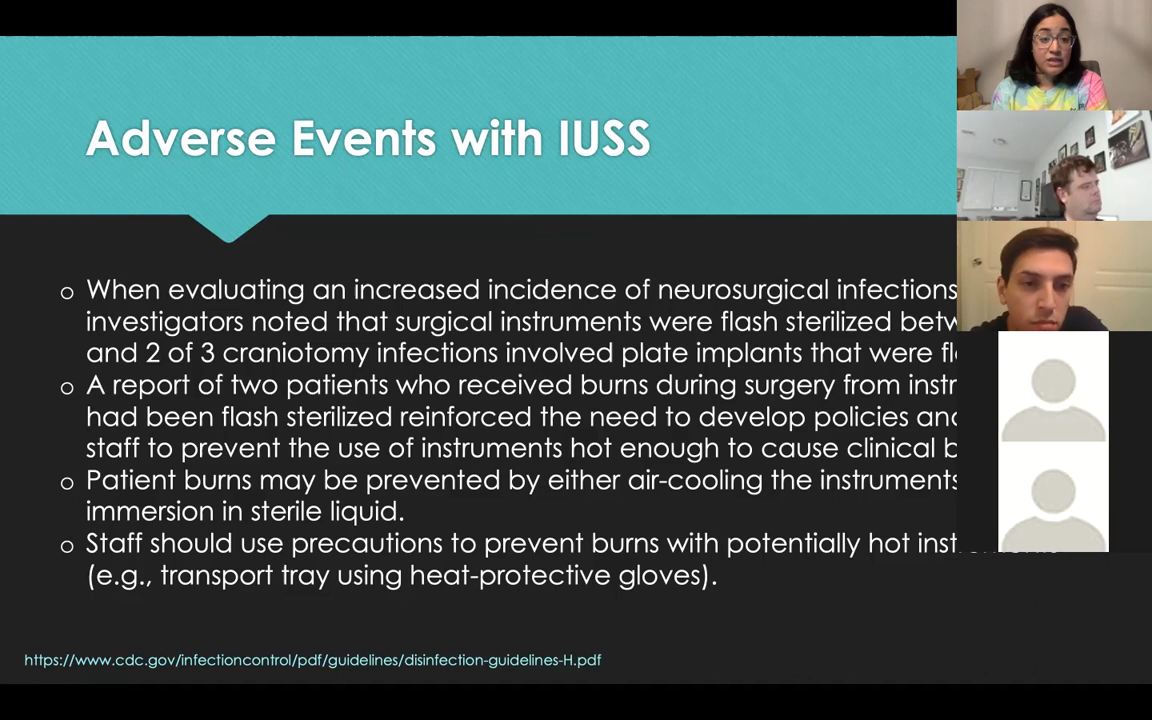 Adverse Events with IUSS
o When evaluating an increased incidence of neurosurgical infections
investigators noted that surgical instruments were flash sterilized
and 2 of 3 craniotomy infections involved plate implants that were
o A report of two patients who received burns during surgery from
had been flash sterilized reinforced the need to develop policies
staff to prevent the use of instruments hot enough to cause clinical
o Patient burns may be prevented by either air-cooling the instruments
immersion in sterile liquid.
o Staff should use precautions to prevent burns with potentially hot
(e.g., transport tray using heat-protective gloves).
https://www.cdc.gov/infectioncontrol/pdf/guidelines/disinfection-guidelines-H.pdf